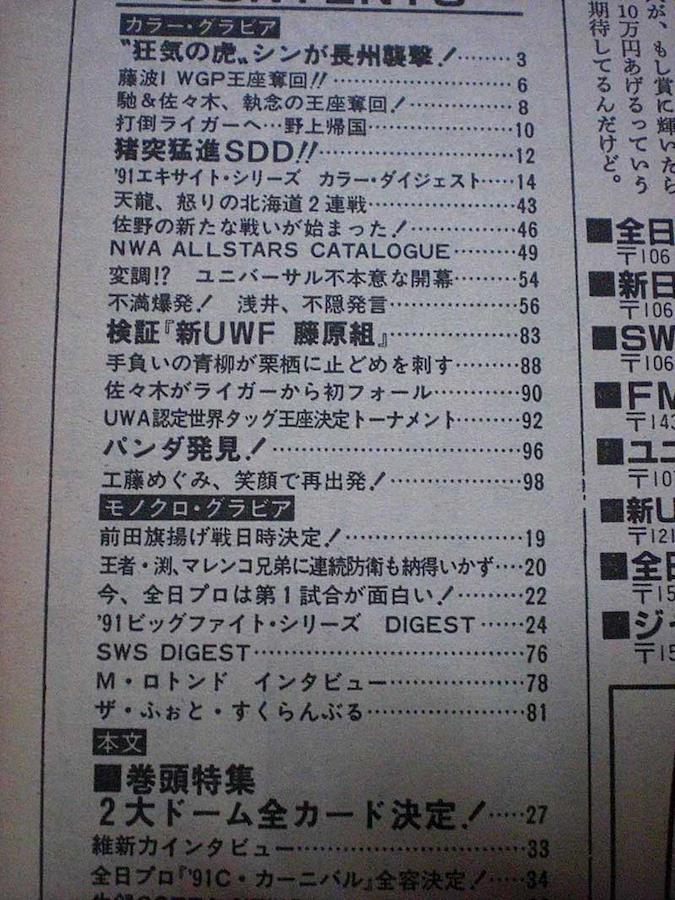 CONTENTS
カラー・グラビア
〝狂気の虎〟シンが長州襲撃!……3
藤波I WGP王座奪回!!……6
馳&佐々木、執念の王座奪回!……8
打倒ライガーへ…野上帰国……10
猪突猛進SDD!!……12
'91エキサイト・シリーズ カラー・ダイジェスト……14
天龍、怒りの北海道2連戦……43
佐野の新たな戦いが始まった!……46
NWA ALLSTARS CATALOGUE……49
変調!? ユニバーサル不本意な開幕……54
不満爆発! 浅井、不隠発言……56
検証『新UWF 藤原組』……83
手負いの青柳が栗栖に止どめを刺す……88
佐々木がライガーから初フォール……90
UWA認定世界タッグ王座決定トーナメント……92
パンダ発見!……96
工藤めぐみ、笑顔で再出発!……98
モノクロ・グラビア
前田旗揚げ戦日時決定!……19
王者・渕、マレンコ兄弟に連続防衛も納得いかず……20
今、全日プロは第1試合が面白い!……22
'91ビッグファイト・シリーズ DIGEST……24
SWS DIGEST……76
M・ロトンド インタビュー……78
ザ・ふぉと・すくらんぶる……81
本文
■巻頭特集
2大ドーム全カード決定!……27
維新力インタビュー……33
全日プロ『'91C・カーニバル』全容決定!……34
が、もし賞に輝いたら
10万円あげるっていう
期待してるんだけど。
■全日
〒106
■新日
〒106
■SW
〒106
■FM
〒143
■ユニ
〒107
■新U
〒121
■全日
〒15
■ジャ
〒15